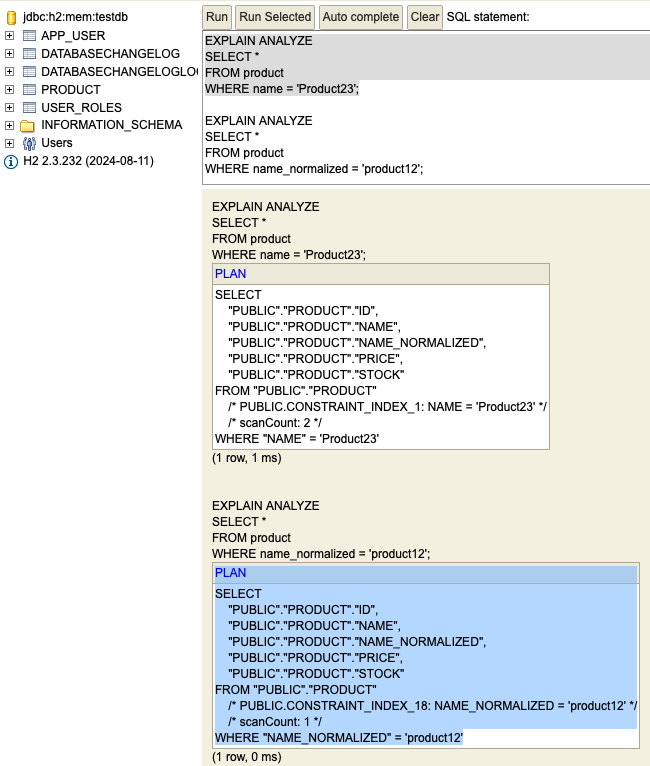 jdbc:h2:mem:testdb
APP_USER
DATABASECHANGELOG
DATABASECHANGELOGLO
PRODUCT
USER_ROLES
INFORMATION_SCHEMA
Users
H2 2.3.232 (2024-08-11)
Run Run Selected Auto complete Clear SQL statement:
EXPLAIN ANALYZE
SELECT *
FROM product
WHERE name = 'Product23';
EXPLAIN ANALYZE
SELECT *
FROM product
WHERE name_normalized = 'product12';
EXPLAIN ANALYZE
SELECT *
FROM product
WHERE name = 'Product23';
PLAN
SELECT
"PUBLIC"."PRODUCT"."ID",
"PUBLIC"."PRODUCT"."NAME",
"PUBLIC"."PRODUCT"."NAME_NORMALIZED",
"PUBLIC"."PRODUCT"."PRICE",
"PUBLIC"."PRODUCT"."STOCK"
FROM "PUBLIC"."PRODUCT"
/* PUBLIC.CONSTRAINT_INDEX_1: NAME = 'Product23' */
/* scanCount: 2 */
WHERE "NAME" = 'Product23'
(1 row, 1 ms)
EXPLAIN ANALYZE
SELECT *
FROM product
WHERE name_normalized = 'product12';
PLAN
SELECT
"PUBLIC"."PRODUCT"."ID",
"PUBLIC"."PRODUCT"."NAME",
"PUBLIC"."PRODUCT"."NAME_NORMALIZED",
"PUBLIC"."PRODUCT"."PRICE",
"PUBLIC"."PRODUCT"."STOCK"
FROM "PUBLIC"."PRODUCT"
/* PUBLIC.CONSTRAINT_INDEX_18: NAME_NORMALIZED = 'product12' */
/* scanCount: 1 */
WHERE "NAME_NORMALIZED" = 'product12'
(1 row, 0 ms)